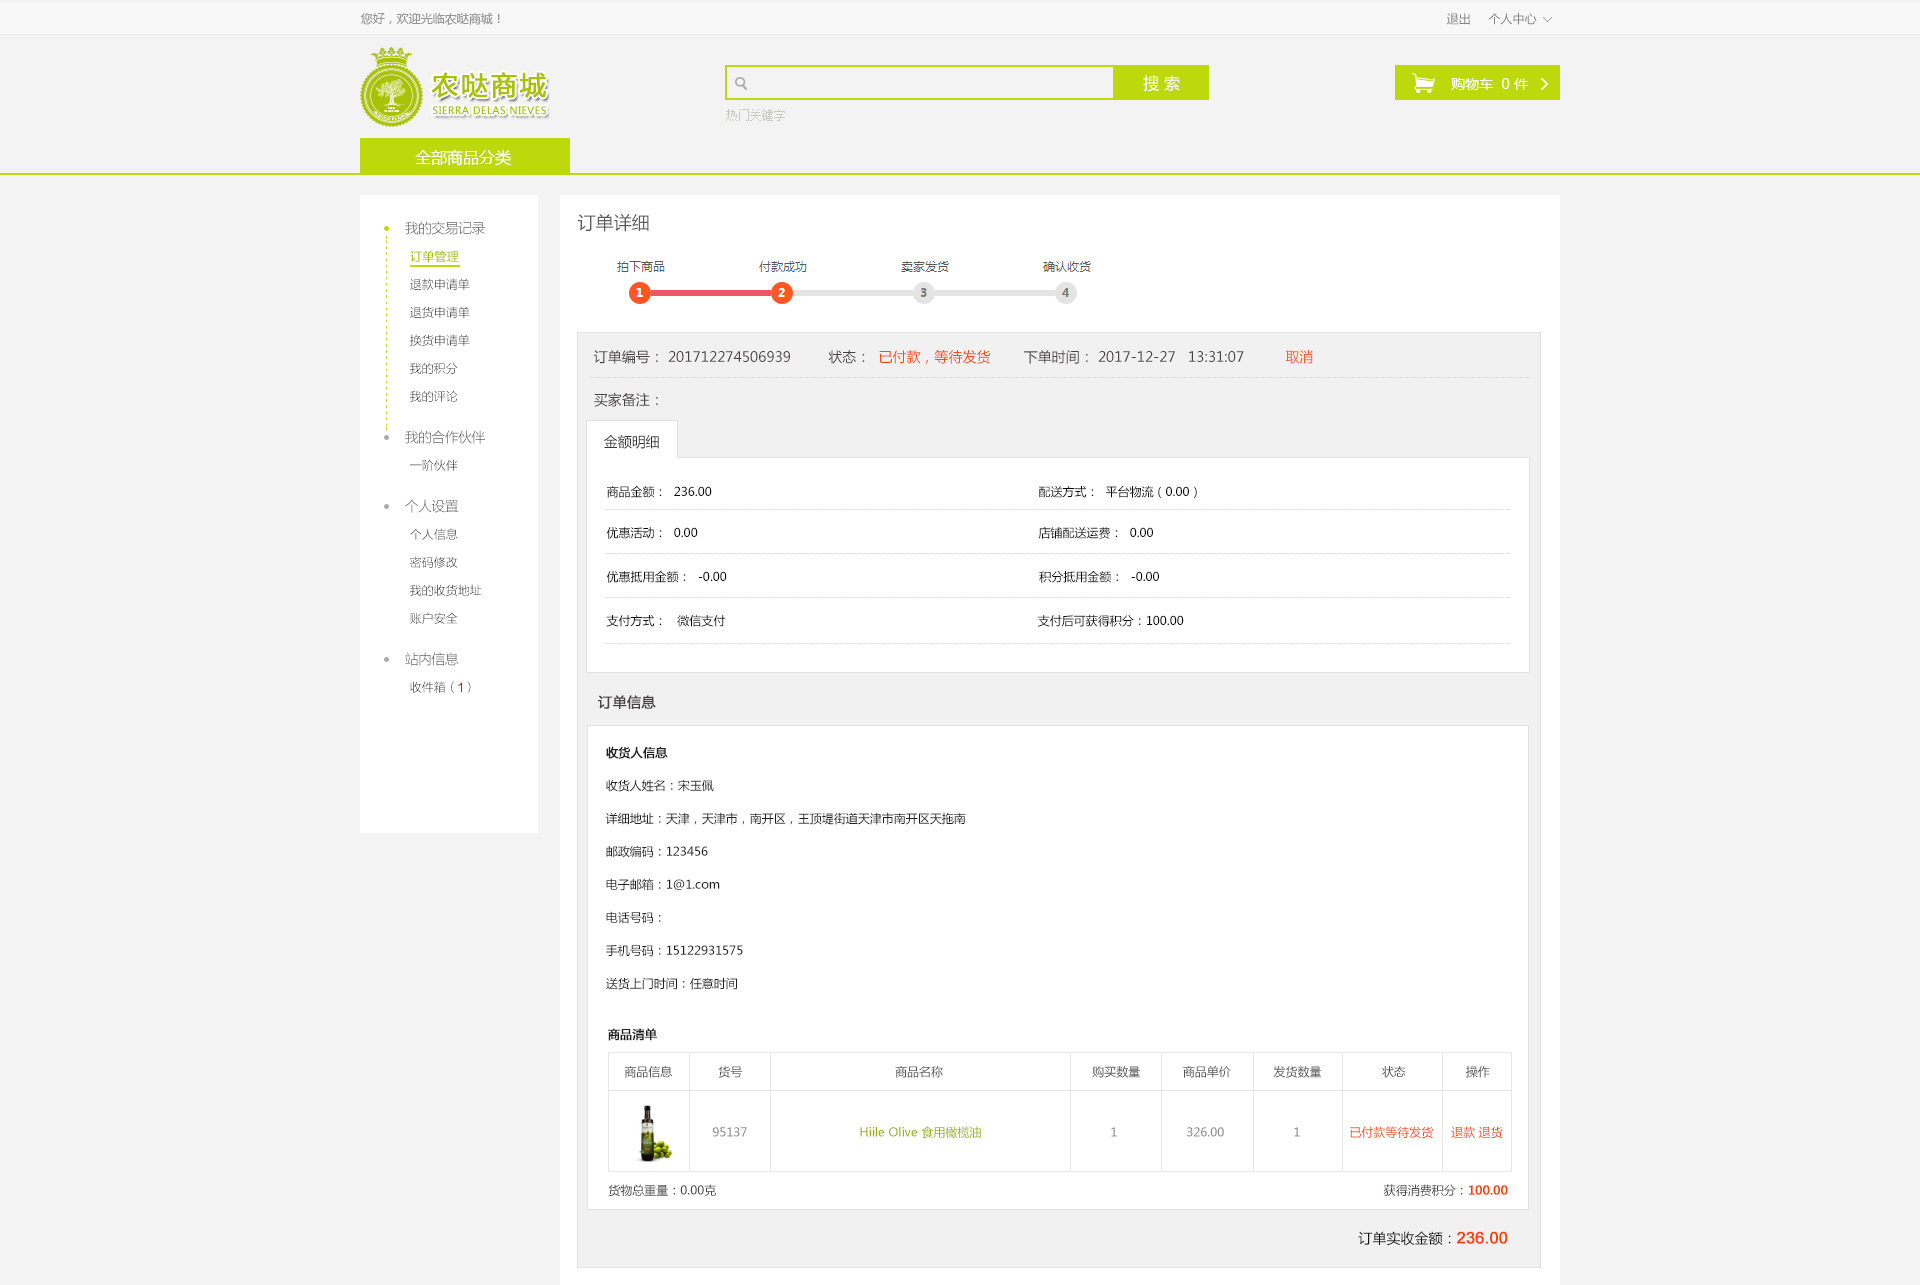 您好，欢迎光临农哒商城！
退出 个人中心
农哒商城
SIERRA DELAS NIEVES
搜 索
购物车 0 件
热门关键字
全部商品分类
我的交易记录
订单管理
退款申请单
退货申请单
换货申请单
我的积分
我的评论
我的合作伙伴
一阶伙伴
个人设置
个人信息
密码修改
我的收货地址
账户安全
站内信息
收件箱（1）
订单详细
拍下商品 付款成功 卖家发货 确认收货
1 2 3 4
订单编号： 201712274506939 状态： 已付款，等待发货 下单时间： 2017-12-27 13:31:07 取消
买家备注：
金额明细
商品金额： 236.00 配送方式： 平台物流（0.00）
优惠活动： 0.00 店铺配送运费： 0.00
优惠抵用金额： -0.00 积分抵用金额： -0.00
支付方式： 微信支付 支付后可获得积分：100.00
订单信息
收货人信息
收货人姓名：宋玉佩
详细地址：天津，天津市，南开区，王顶堤街道天津市南开区天拖南
邮政编码：123456
电子邮箱：1@1.com
电话号码：
手机号码：15122931575
送货上门时间：任意时间
商品清单
商品信息 货号 商品名称 购买数量 商品单价 发货数量 状态 操作
95137 Hiile Olive 食用橄榄油 1 326.00 1 已付款等待发货 退款 退货
货物总重量：0.00克 获得消费积分：100.00
订单实收金额：236.00